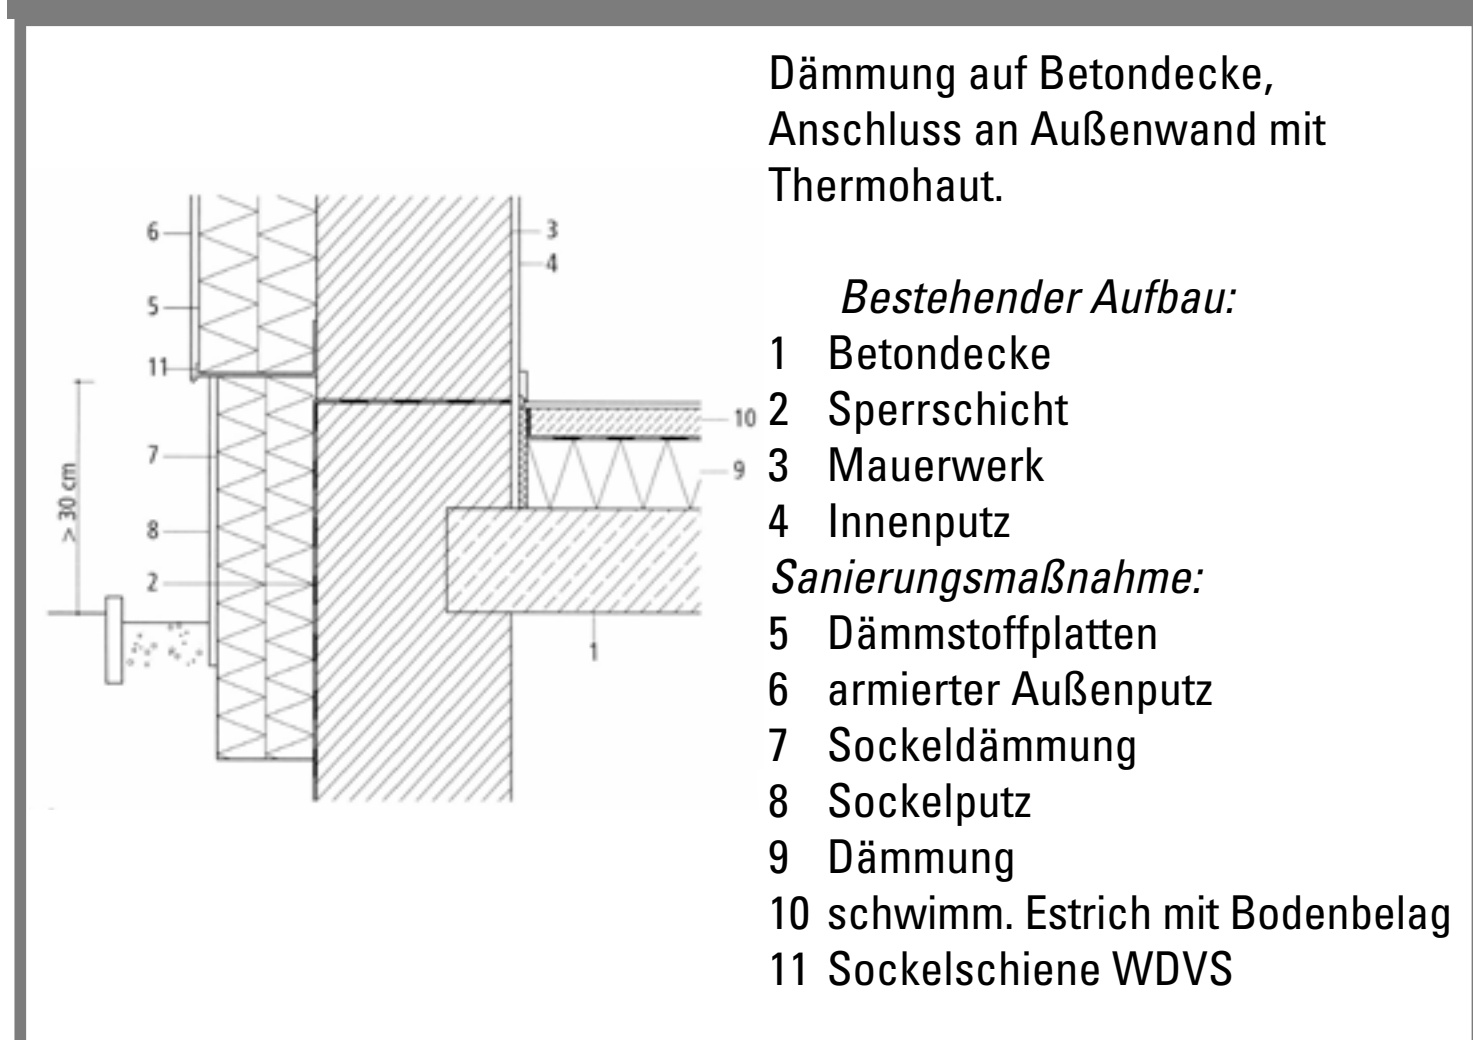 Dämmung auf Betondecke,
Anschluss an Außenwand mit
Thermohaut.
Bestehender Aufbau:
1 Betondecke
2 Sperrschicht
3 Mauerwerk
4 Innenputz
Sanierungsmaßnahme:
5 Dämmstoffplatten
6 armierter Außenputz
7 Sockeldämmung
8 Sockelputz
9 Dämmung
10 schwimm. Estrich mit Bodenbelag
11 Sockelschiene WDVS
6
5
11
7
8
2
> 30 cm
3
4
10
9
1